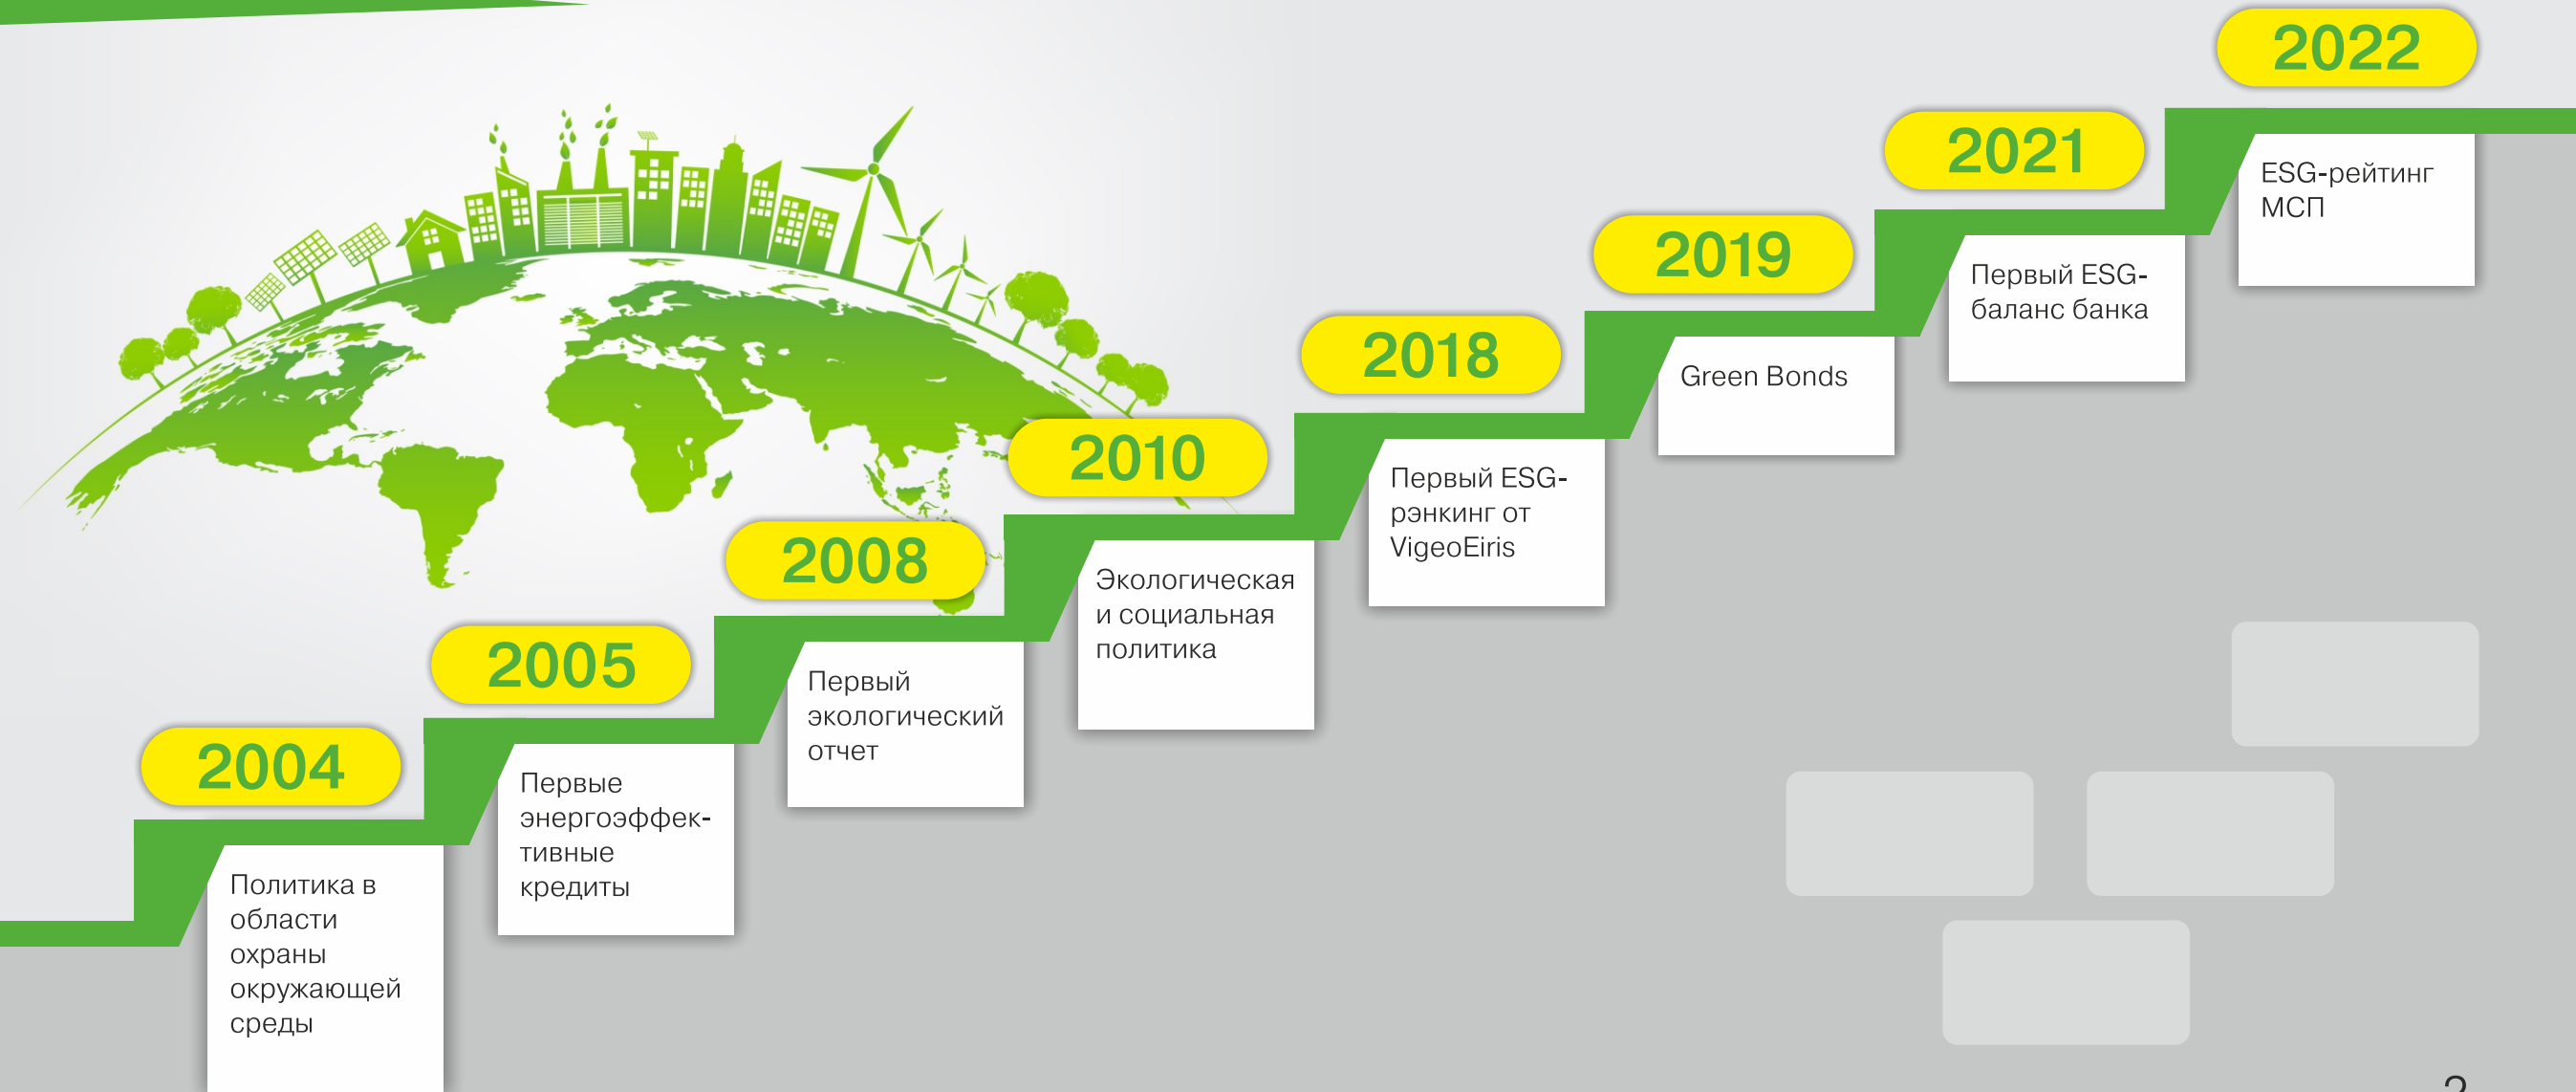 2004
Политика в
области
охраны
окружающей
среды
2005
Первые
энергоэффек-
тивные
кредиты
2008
Первый
экологический
отчет
2010
Экологическая
и социальная
политика
2018
Первый ESG-
рэнкинг от
VigeoEiris
2019
Green Bonds
2021
Первый ESG-
баланс банка
2022
ESG-рейтинг
МСП